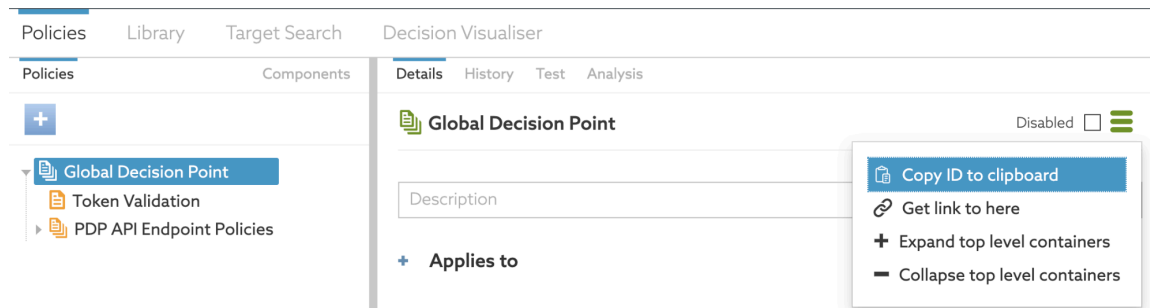 Policies Library Target Search Decision Visualiser
Policies Components
Details History Test Analysis
+
Global Decision Point
Token Validation
PDP API Endpoint Policies
Global Decision Point Disabled
Copy ID to clipboard
Get link to here
Expand top level containers
Collapse top level containers
Description
+ Applies to